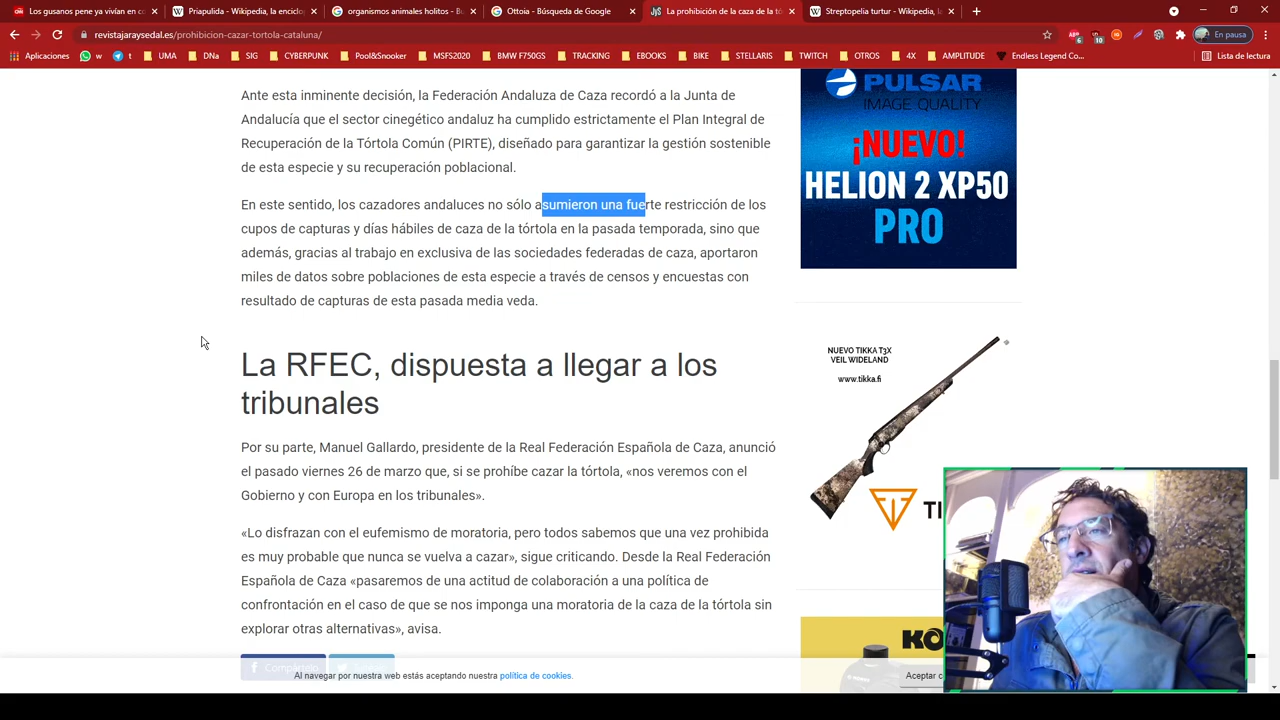 Los gusanos pene ya vivían en co
Priapulida - Wikipedia, la enciclop
organismos animales holitos - Bu
Ottoia - Búsqueda de Google
La prohibición de la caza de la tó
Streptopelia turtur - Wikipedia, la
revistajaraysedal.es/prohibicion-cazar-tortola-cataluna/
6
10
En pausa
Aplicaciones
w
t
UMA
DNa
SIG
CYBERPUNK
Pool&Snooker
MSFS2020
BMW F750GS
TRACKING
EBOOKS
BIKE
STELLARIS
TWITCH
OTROS
4X
AMPLITUDE
Endless Legend Co...
Lista de lectura
Ante esta inminente decisión, la Federación Andaluza de Caza recordó a la Junta de
Andalucía que el sector cinegético andaluz ha cumplido estrictamente el Plan Integral de
Recuperación de la Tórtola Común (PIRTE), diseñado para garantizar la gestión sostenible
de esta especie y su recuperación poblacional.
En este sentido, los cazadores andaluces no sólo asumieron una fuerte restricción de los
cupos de capturas y días hábiles de caza de la tórtola en la pasada temporada, sino que
además, gracias al trabajo en exclusiva de las sociedades federadas de caza, aportaron
miles de datos sobre poblaciones de esta especie a través de censos y encuestas con
resultado de capturas de esta pasada media veda.
La RFEC, dispuesta a llegar a los
tribunales
Por su parte, Manuel Gallardo, presidente de la Real Federación Española de Caza, anunció
el pasado viernes 26 de marzo que, si se prohíbe cazar la tórtola, «nos veremos con el
Gobierno y con Europa en los tribunales».
«Lo disfrazan con el eufemismo de moratoria, pero todos sabemos que una vez prohibida
es muy probable que nunca se vuelva a cazar», sigue criticando. Desde la Real Federación
Española de Caza «pasaremos de una actitud de colaboración a una política de
confrontación en el caso de que se nos imponga una moratoria de la caza de la tórtola sin
explorar otras alternativas», avisa.
Compártelo
Al navegar por nuestra web estás aceptando nuestra política de cookies.
Aceptar c
PULSAR
IMAGE QUALITY
¡NUEVO!
HELION 2 XP50
PRO
NUEVO TIKKA T3X
VEIL WIDELAND
www.tikka.fi
TI
KO